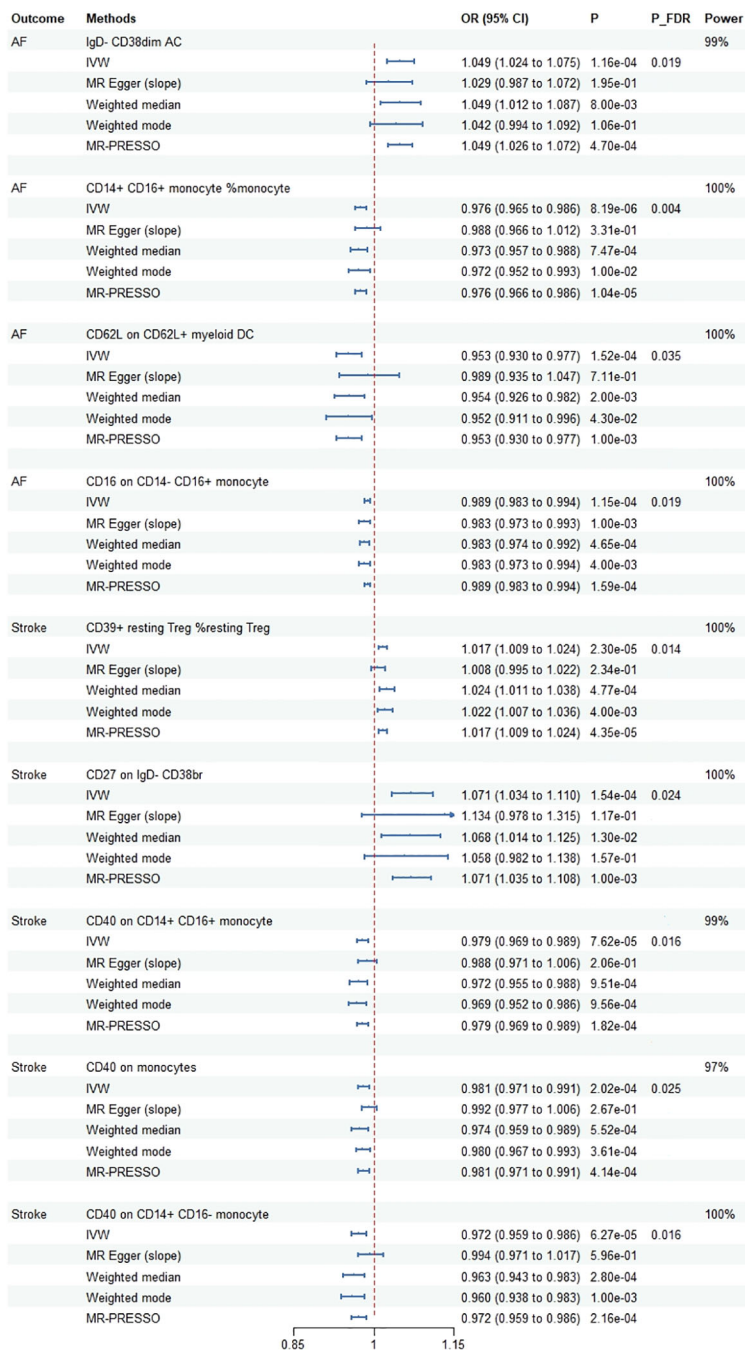 Outcome Methods OR (95% CI) P P_FDR Power
AF IgD- CD38dim AC 99%
IVW 1.049 (1.024 to 1.075) 1.16e-04 0.019
MR Egger (slope) 1.029 (0.987 to 1.072) 1.95e-01
Weighted median 1.049 (1.012 to 1.087) 8.00e-03
Weighted mode 1.042 (0.994 to 1.092) 1.06e-01
MR-PRESSO 1.049 (1.026 to 1.072) 4.70e-04
AF CD14+ CD16+ monocyte %monocyte 100%
IVW 0.976 (0.965 to 0.986) 8.19e-06 0.004
MR Egger (slope) 0.988 (0.966 to 1.012) 3.31e-01
Weighted median 0.973 (0.957 to 0.988) 7.47e-04
Weighted mode 0.972 (0.952 to 0.993) 1.00e-02
MR-PRESSO 0.976 (0.966 to 0.986) 1.04e-05
AF CD62L on CD62L+ myeloid DC 100%
IVW 0.953 (0.930 to 0.977) 1.52e-04 0.035
MR Egger (slope) 0.989 (0.935 to 1.047) 7.11e-01
Weighted median 0.954 (0.926 to 0.982) 2.00e-03
Weighted mode 0.952 (0.911 to 0.996) 4.30e-02
MR-PRESSO 0.953 (0.930 to 0.977) 1.00e-03
AF CD16 on CD14- CD16+ monocyte 100%
IVW 0.989 (0.983 to 0.994) 1.15e-04 0.019
MR Egger (slope) 0.983 (0.973 to 0.993) 1.00e-03
Weighted median 0.983 (0.974 to 0.992) 4.65e-04
Weighted mode 0.983 (0.973 to 0.994) 4.00e-03
MR-PRESSO 0.989 (0.983 to 0.994) 1.59e-04
Stroke CD39+ resting Treg %resting Treg 100%
IVW 1.017 (1.009 to 1.024) 2.30e-05 0.014
MR Egger (slope) 1.008 (0.995 to 1.022) 2.34e-01
Weighted median 1.024 (1.011 to 1.038) 4.77e-04
Weighted mode 1.022 (1.007 to 1.036) 4.00e-03
MR-PRESSO 1.017 (1.009 to 1.024) 4.35e-05
Stroke CD27 on IgD- CD38br 100%
IVW 1.071 (1.034 to 1.110) 1.54e-04 0.024
MR Egger (slope) 1.134 (0.978 to 1.315) 1.17e-01
Weighted median 1.068 (1.014 to 1.125) 1.30e-02
Weighted mode 1.058 (0.982 to 1.138) 1.57e-01
MR-PRESSO 1.071 (1.035 to 1.108) 1.00e-03
Stroke CD40 on CD14+ CD16+ monocyte 99%
IVW 0.979 (0.969 to 0.989) 7.62e-05 0.016
MR Egger (slope) 0.988 (0.971 to 1.006) 2.06e-01
Weighted median 0.972 (0.955 to 0.988) 9.51e-04
Weighted mode 0.969 (0.952 to 0.986) 9.56e-04
MR-PRESSO 0.979 (0.969 to 0.989) 1.82e-04
Stroke CD40 on monocytes 97%
IVW 0.981 (0.971 to 0.991) 2.02e-04 0.025
MR Egger (slope) 0.992 (0.977 to 1.006) 2.67e-01
Weighted median 0.974 (0.959 to 0.989) 5.52e-04
Weighted mode 0.980 (0.967 to 0.993) 3.61e-04
MR-PRESSO 0.981 (0.971 to 0.991) 4.14e-04
Stroke CD40 on CD14+ CD16- monocyte 100%
IVW 0.972 (0.959 to 0.986) 6.27e-05 0.016
MR Egger (slope) 0.994 (0.971 to 1.017) 5.96e-01
Weighted median 0.963 (0.943 to 0.983) 2.80e-04
Weighted mode 0.960 (0.938 to 0.983) 1.00e-03
MR-PRESSO 0.972 (0.959 to 0.986) 2.16e-04
0.85 1 1.15